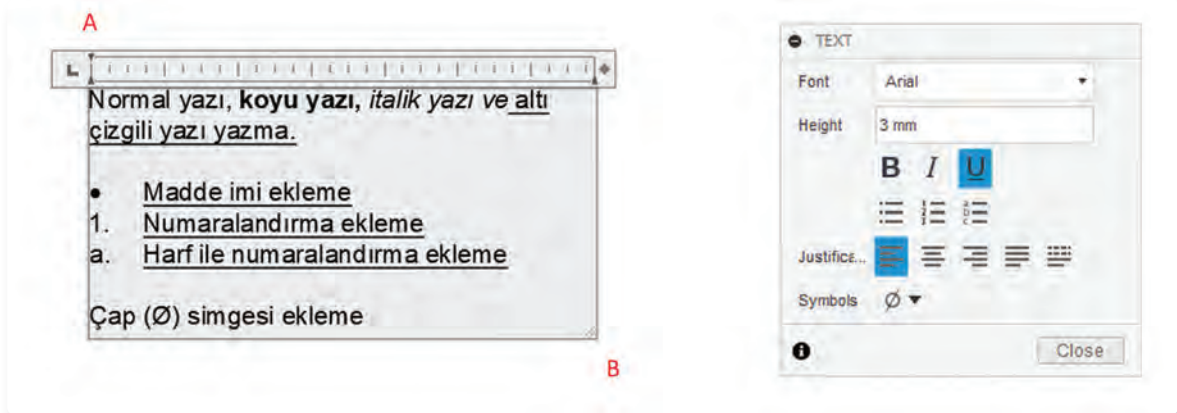 A
Normal yazı, koyu yazı, italik yazı ve altı
çizgili yazı yazma.
• Madde imi ekleme
1. Numaralandırma ekleme
a. Harf ile numaralandırma ekleme
Çap (Ø) simgesi ekleme
B
TEXT
Font Arial
Height 3 mm
B I U
Justifica...
Symbols Ø
Close